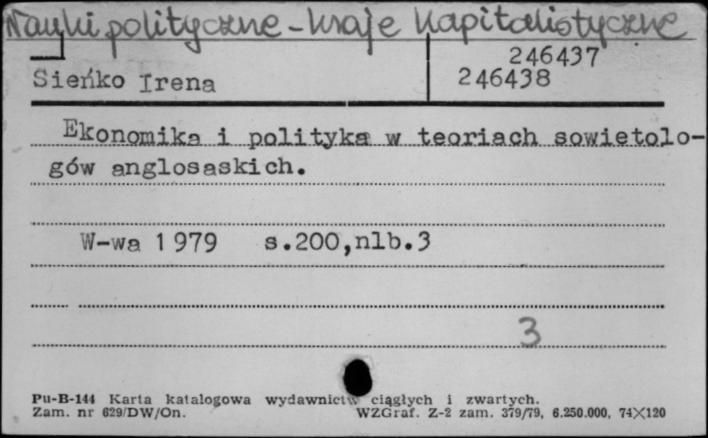 Nauki polityczne - kraje kapitalistyczne
246437
Sieńko Irena 246438
Ekonomika i polityka w teoriach sowietolo-
gów anglosaskich.
W-wa 1979 s.200,nlb.3
3
Pu-B-144 Karta katalogowa wydawnictw ciągłych i zwartych.
Zam. nr 629/DW/On. WZGraf. Z-2 zam. 379/79, 6.250.000, 74×120